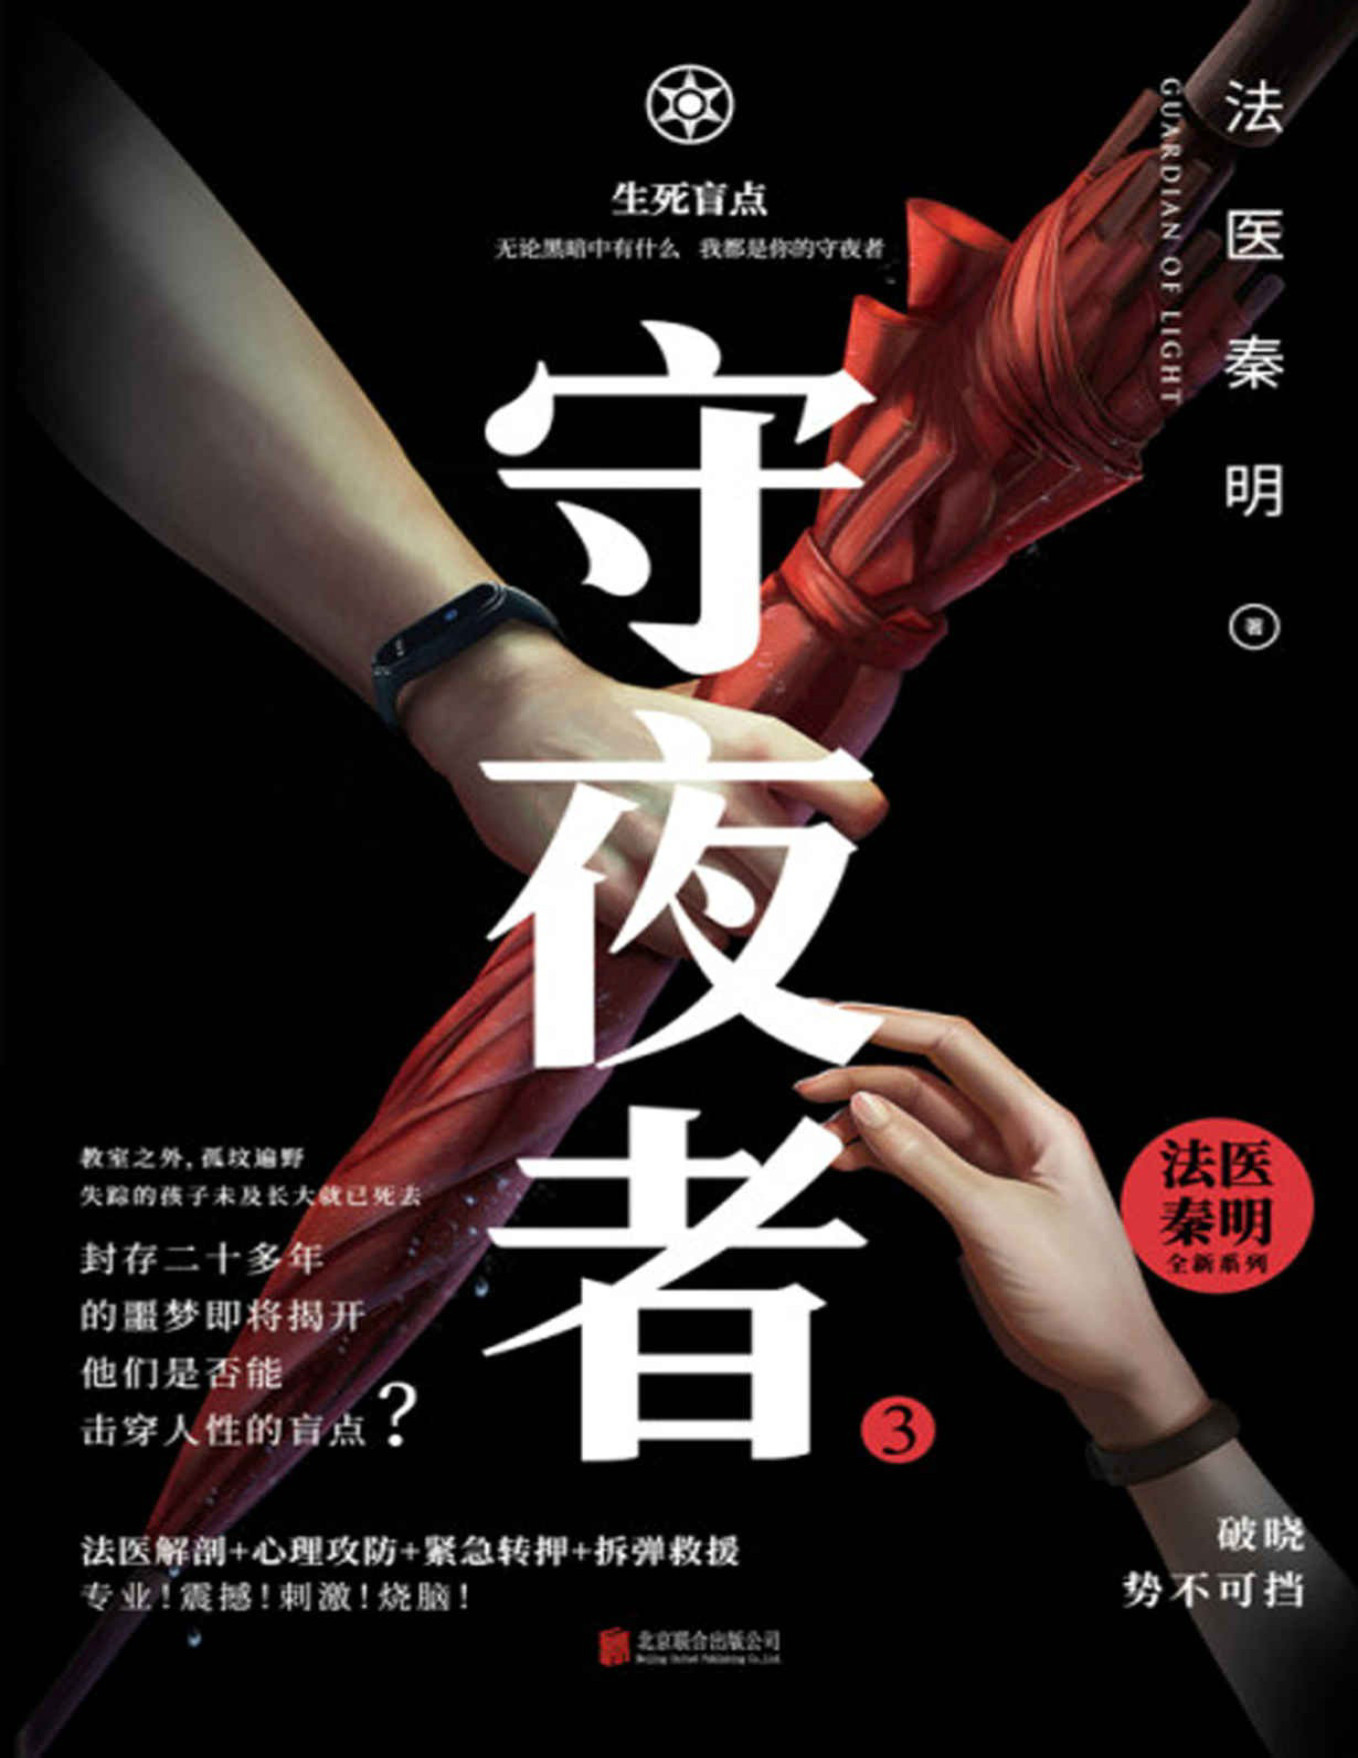 生死盲点
无论黑暗中有什么 我都是你的守夜者
守夜者
3
法医秦明
著
GUARDIAN OF LIGHT
教室之外，孤坟遍野
失踪的孩子未及长大就已死去
封存二十多年
的噩梦即将揭开
他们是否能
击穿人性的盲点？
法医
秦明
全新系列
法医解剖+心理攻防+紧急转押+拆弹救援
专业！震撼！刺激！烧脑！
破晓
势不可挡
北京联合出版公司
Beijing United Publishing Co.,Ltd.